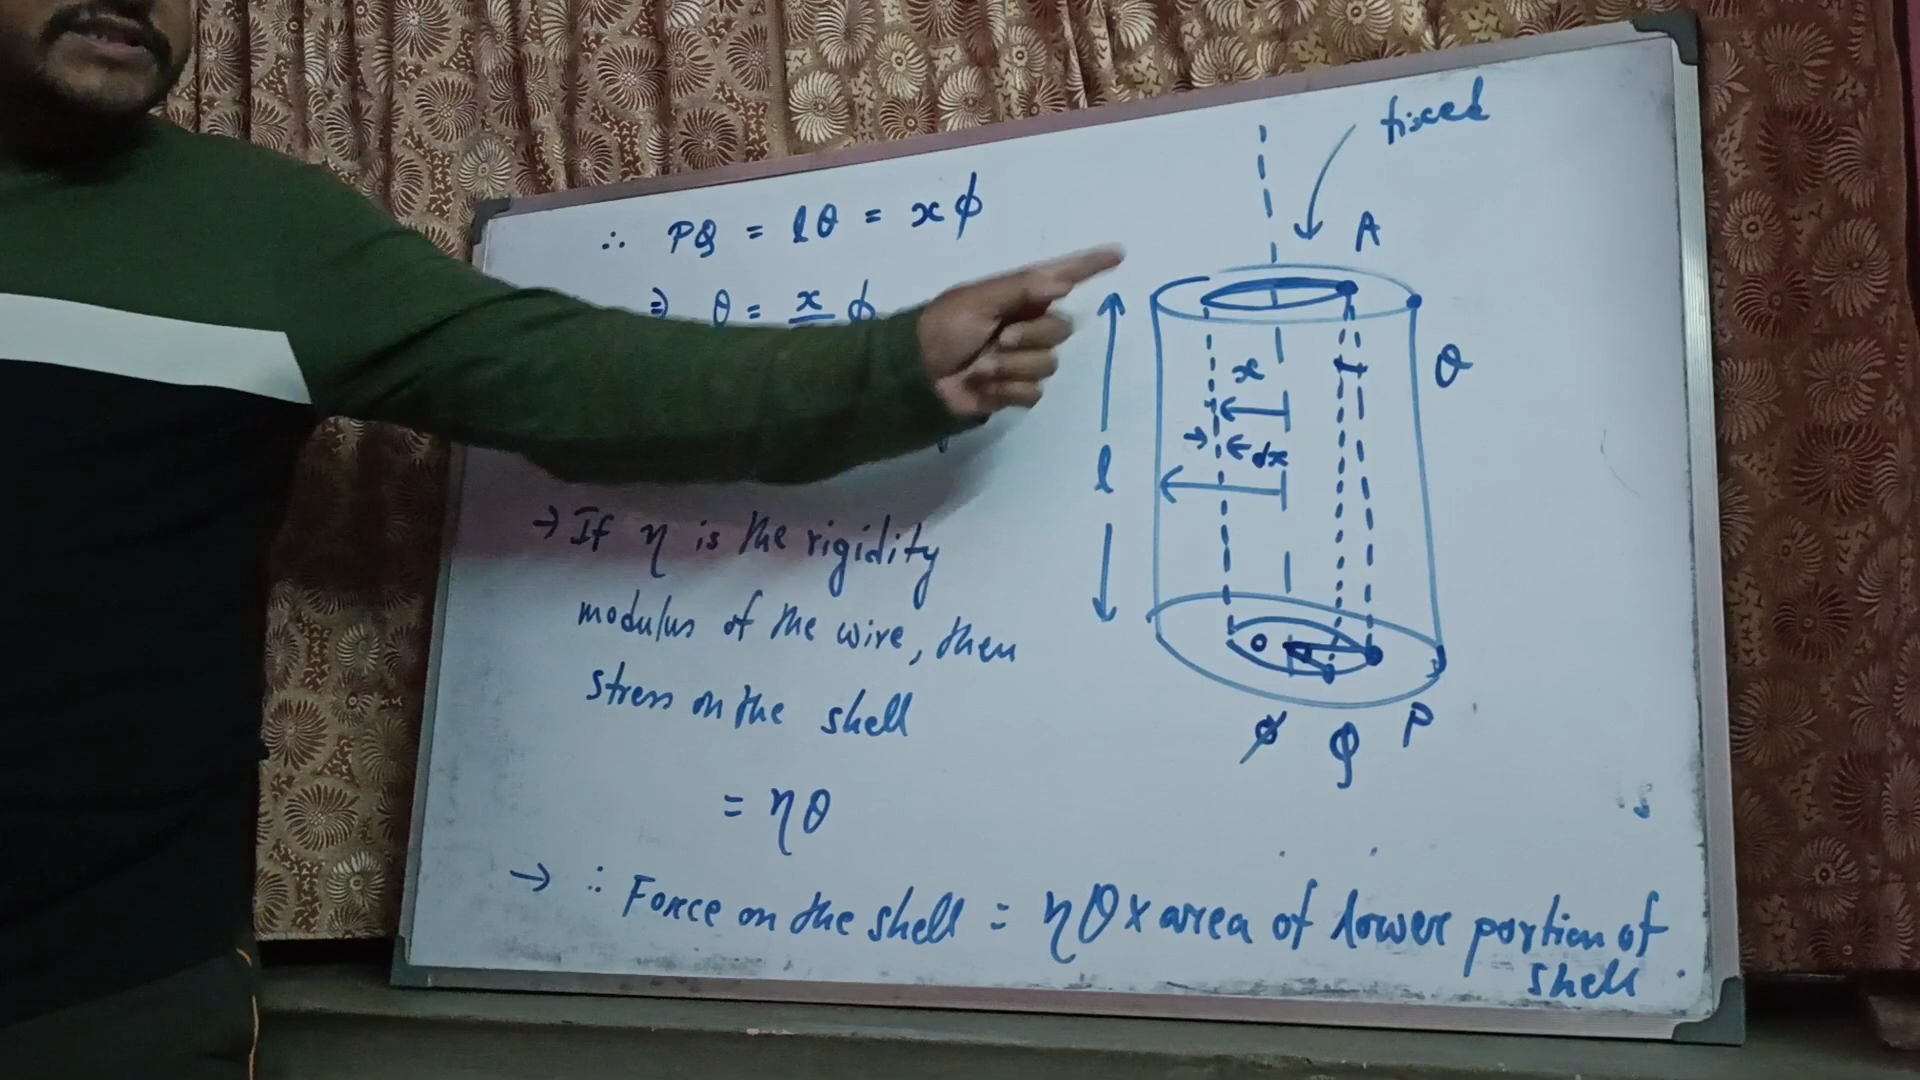 ∴ PQ = lθ = xϕ
⇒ θ = x ϕ
→ If η is the rigidity
modulus of the wire, then
stress on the shell
= ηθ
→ ∴ Force on the shell = ηθ x area of lower portion of
shell.
fixed
A
θ
x
dx
l
O
ϕ
Q
P